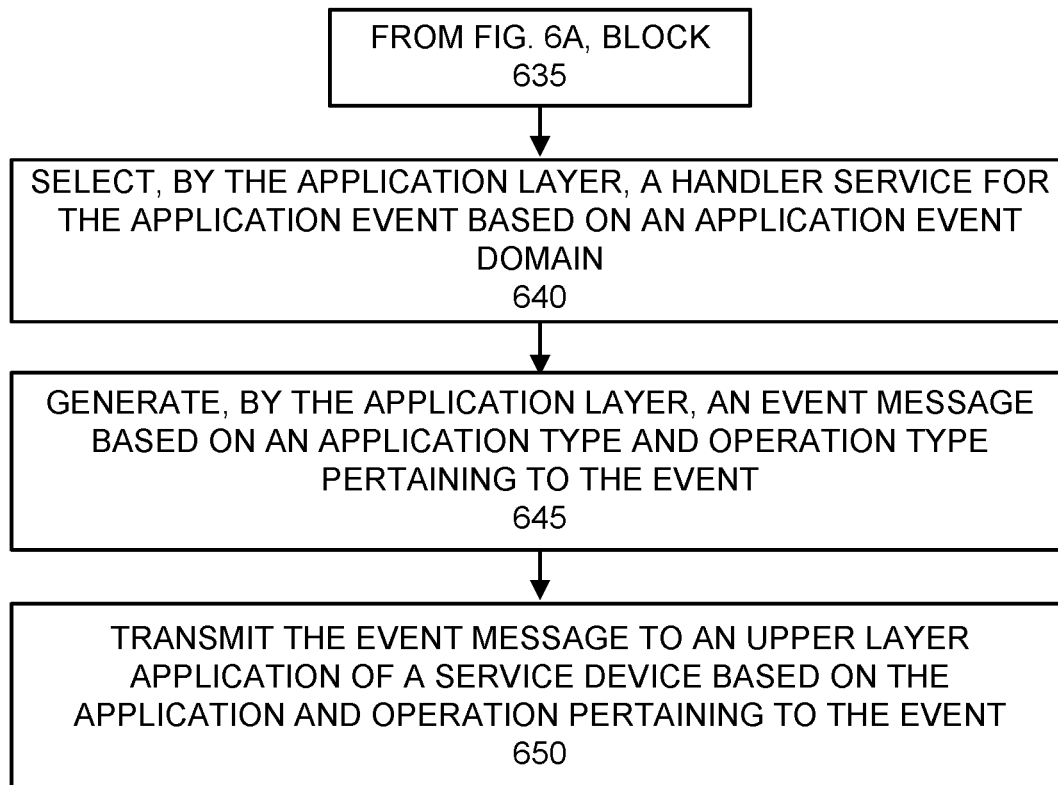 FROM FIG. 6A, BLOCK
635
SELECT, BY THE APPLICATION LAYER, A HANDLER SERVICE FOR
THE APPLICATION EVENT BASED ON AN APPLICATION EVENT
DOMAIN
640
GENERATE, BY THE APPLICATION LAYER, AN EVENT MESSAGE
BASED ON AN APPLICATION TYPE AND OPERATION TYPE
PERTAINING TO THE EVENT
645
TRANSMIT THE EVENT MESSAGE TO AN UPPER LAYER
APPLICATION OF A SERVICE DEVICE BASED ON THE
APPLICATION AND OPERATION PERTAINING TO THE EVENT
650